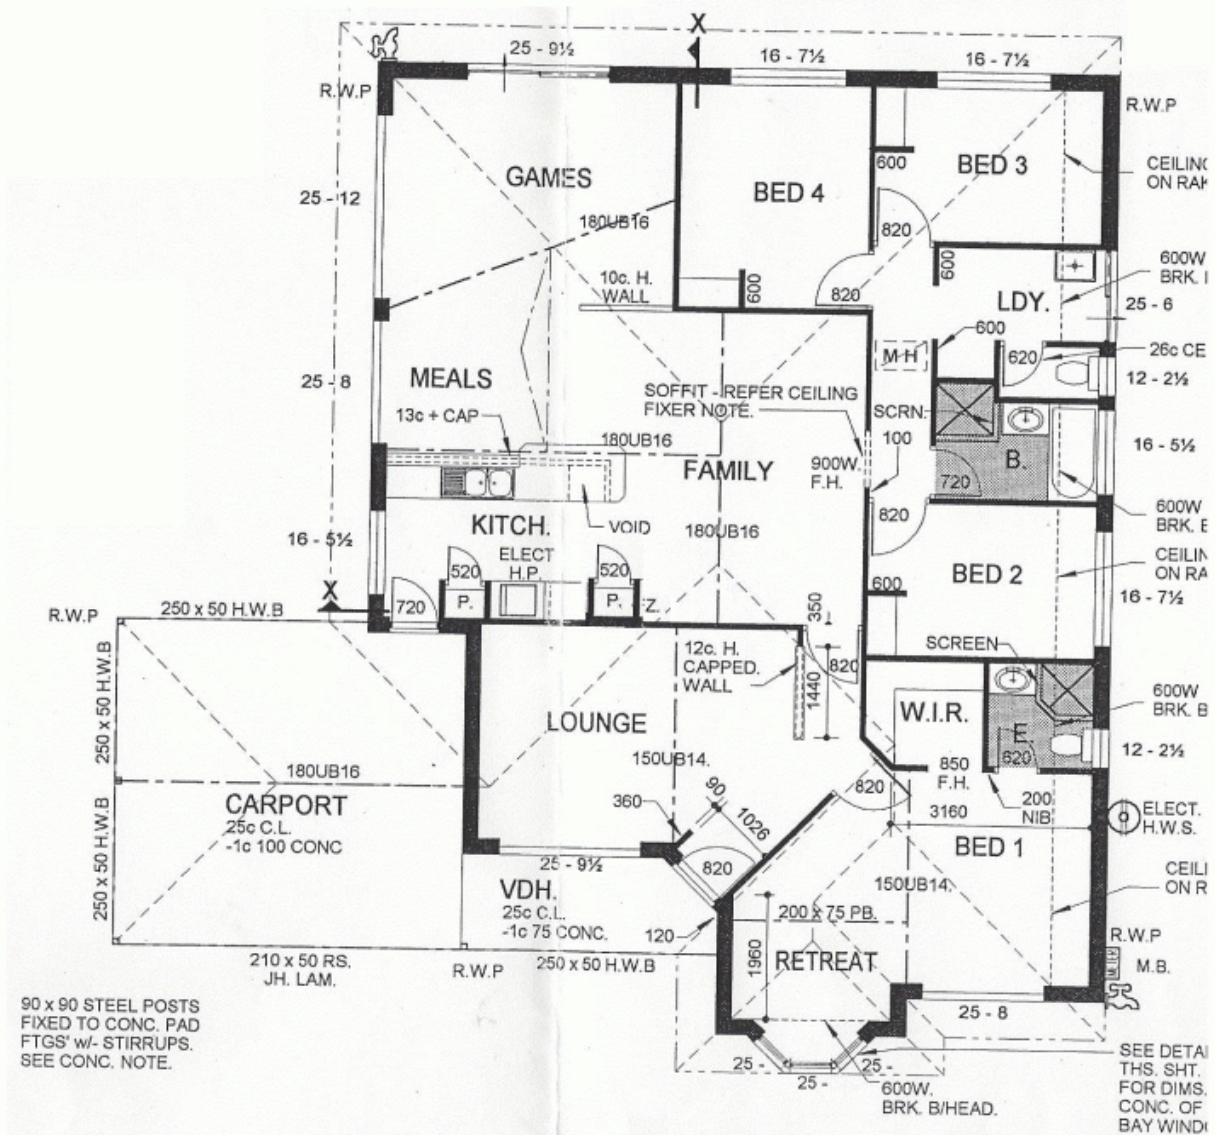 X
25 - 9½
16 - 7½
16 - 7½
R.W.P
R.W.P
600
BED 3
CEILING
ON RAK
GAMES
BED 4
25 - 12
180UB16
820
600W
BRK. I
10c. H.
WALL
600
820
600
LDY.
25 - 6
600
M H
620
26c CE
25 - 8
MEALS
12 - 2½
SOFFIT - REFER CEILING
FIXER NOTE.
SCRN.
13c + CAP
100
180UB16
16 - 5½
FAMILY
900W.
F.H.
B.
720
600W
BRK. B
KITCH.
VOID
820
180UB16
16 - 5½
ELECT
H.P.
CEILIN
ON RA
520
520
BED 2
600
16 - 7½
X
P.
P.
Z.
720
350
R.W.P
250 x 50 H.W.B
SCREEN
12c. H.
CAPPED.
WALL
820
1440
250 x 50 H.W.B
600W
BRK. B
LOUNGE
W.I.R.
E.
12 - 2½
620
150UB14.
850
F.H.
180UB16
820
90
200
NIB
CARPORT
25c C.L.
-1c 100 CONC
360
1026
3160
ELECT.
H.W.S.
250 x 50 H.W.B
25 - 9½
820
BED 1
CEILI
ON R
VDH.
25c C.L.
-1c 75 CONC.
150UB14.
200 x 75 PB.
120
1960
RETREAT
R.W.P
M.B.
210 x 50 RS.
JH. LAM.
R.W.P
250 x 50 H.W.B
90 x 90 STEEL POSTS
FIXED TO CONC. PAD
FTGS' w/- STIRRUPS.
SEE CONC. NOTE.
25 - 8
25 -
25 -
25 -
600W.
BRK. B/HEAD.
SEE DETAI
THS. SHT.
FOR DIMS.
CONC. OF
BAY WIND